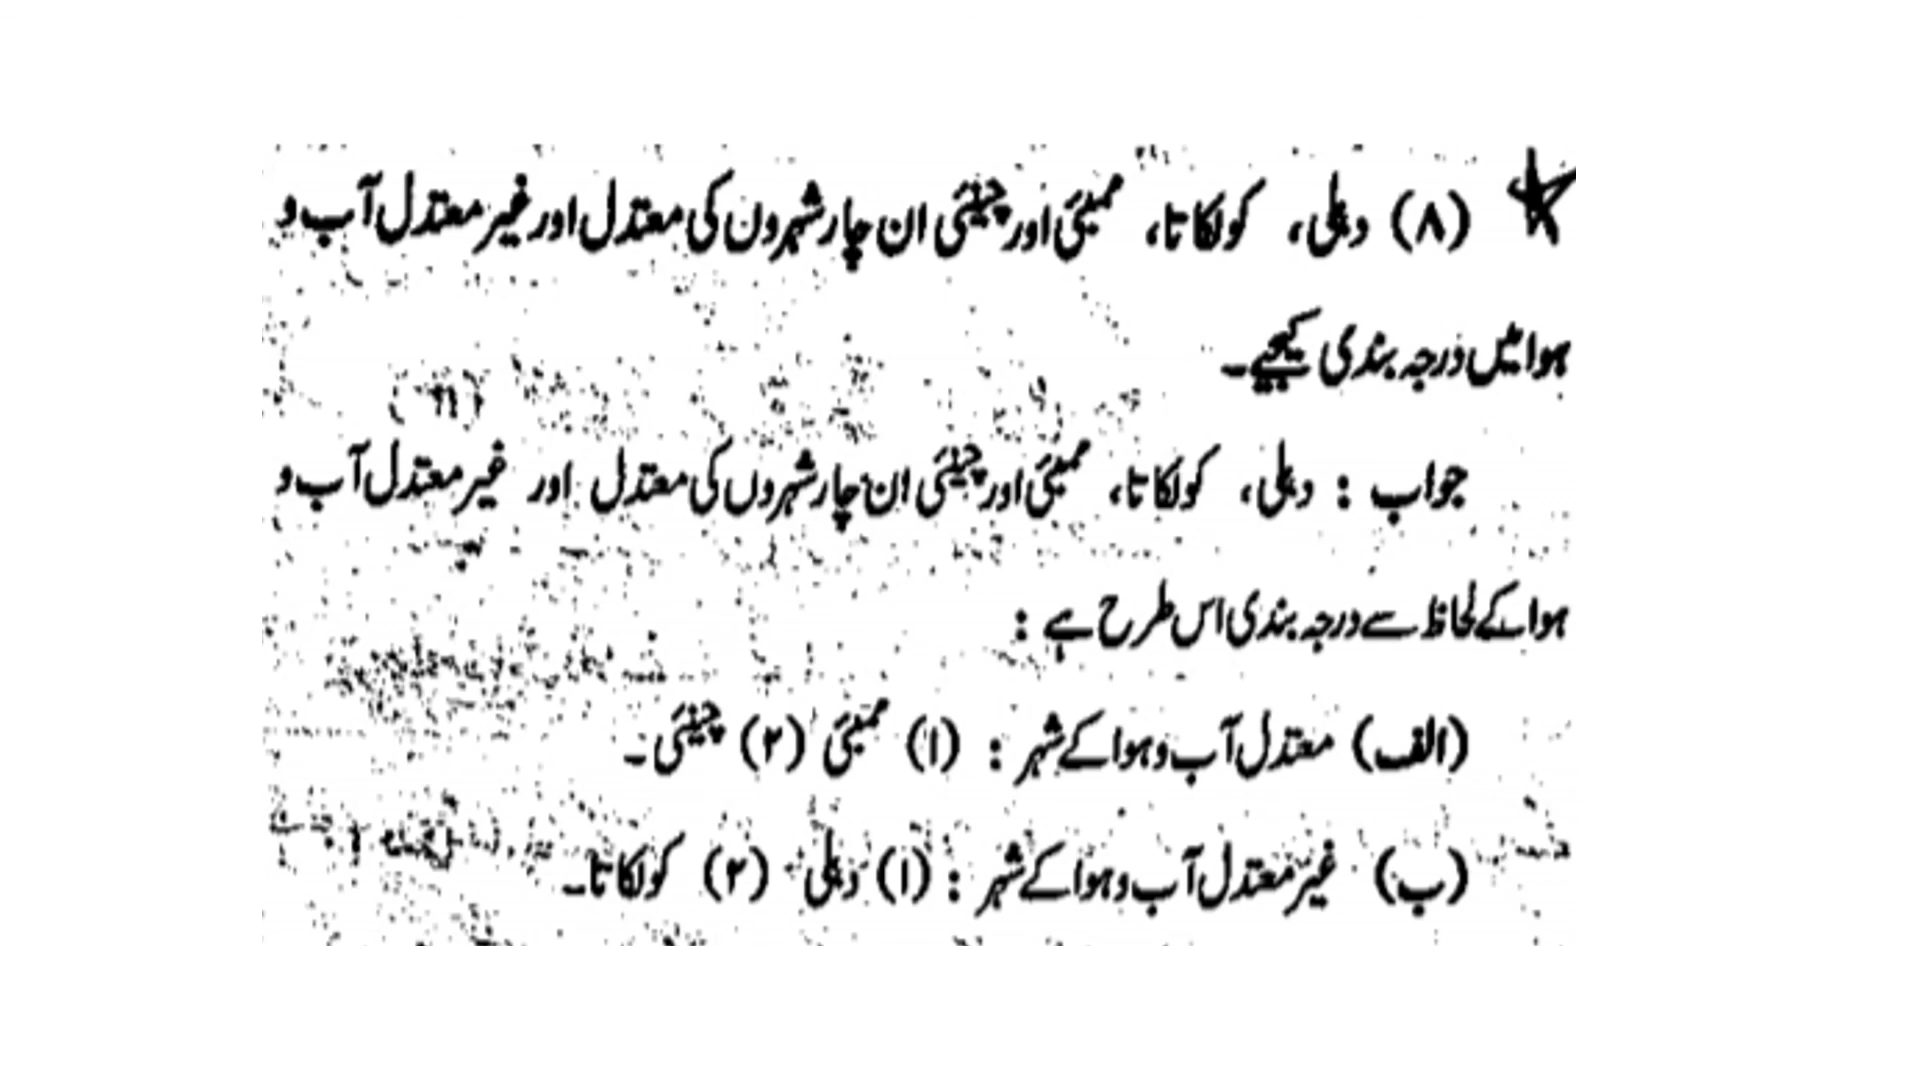 (۸) دہلی، کولکاتا، ممبئی اور چینئی ان چار شہروں کی معتدل اور غیر معتدل آب و
ہوا میں درجہ بندی کیجیے۔
جواب : دہلی، کولکاتا، ممبئی اور چینئی ان چار شہروں کی معتدل اور غیر معتدل آب و
ہوا کے لحاظ سے درجہ بندی اس طرح ہے :
(الف) معتدل آب و ہوا کے شہر : (۱) ممبئی (۲) چینئی۔
(ب) غیر معتدل آب و ہوا کے شہر : (۱) دہلی (۲) کولکاتا۔